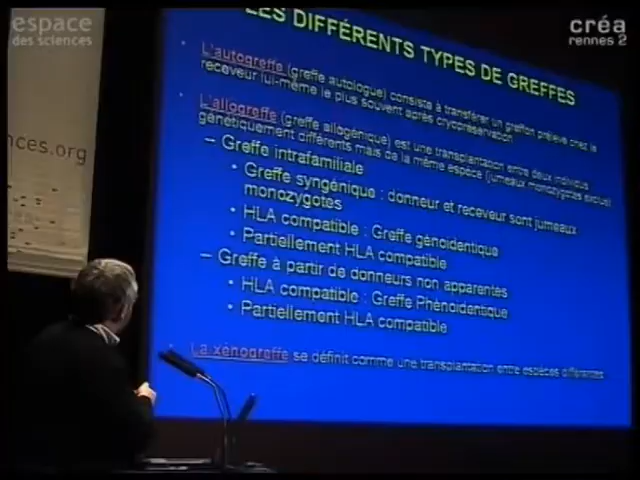 espace
des sciences
créa
rennes 2
nces.org
LES DIFFÉRENTS TYPES DE GREFFES
• L'autogreffe (greffe autologue) consiste à transférer un greffon prélevé chez le
receveur lui-même le plus souvent après cryopréservation
• L'allogreffe (greffe allogénique) est une transplantation entre deux individus
génétiquement différents mais de la même espèce (jumeaux monozygotes exclus)
– Greffe intrafamiliale
• Greffe syngénique : donneur et receveur sont jumeaux
monozygotes
• HLA compatible : Greffe génoidentique
• Partiellement HLA compatible
– Greffe à partir de donneurs non apparentes
• HLA compatible : Greffe Phénoidentique
• Partiellement HLA compatible
• La xénogreffe se définit comme une transplantation entre espèces différentes